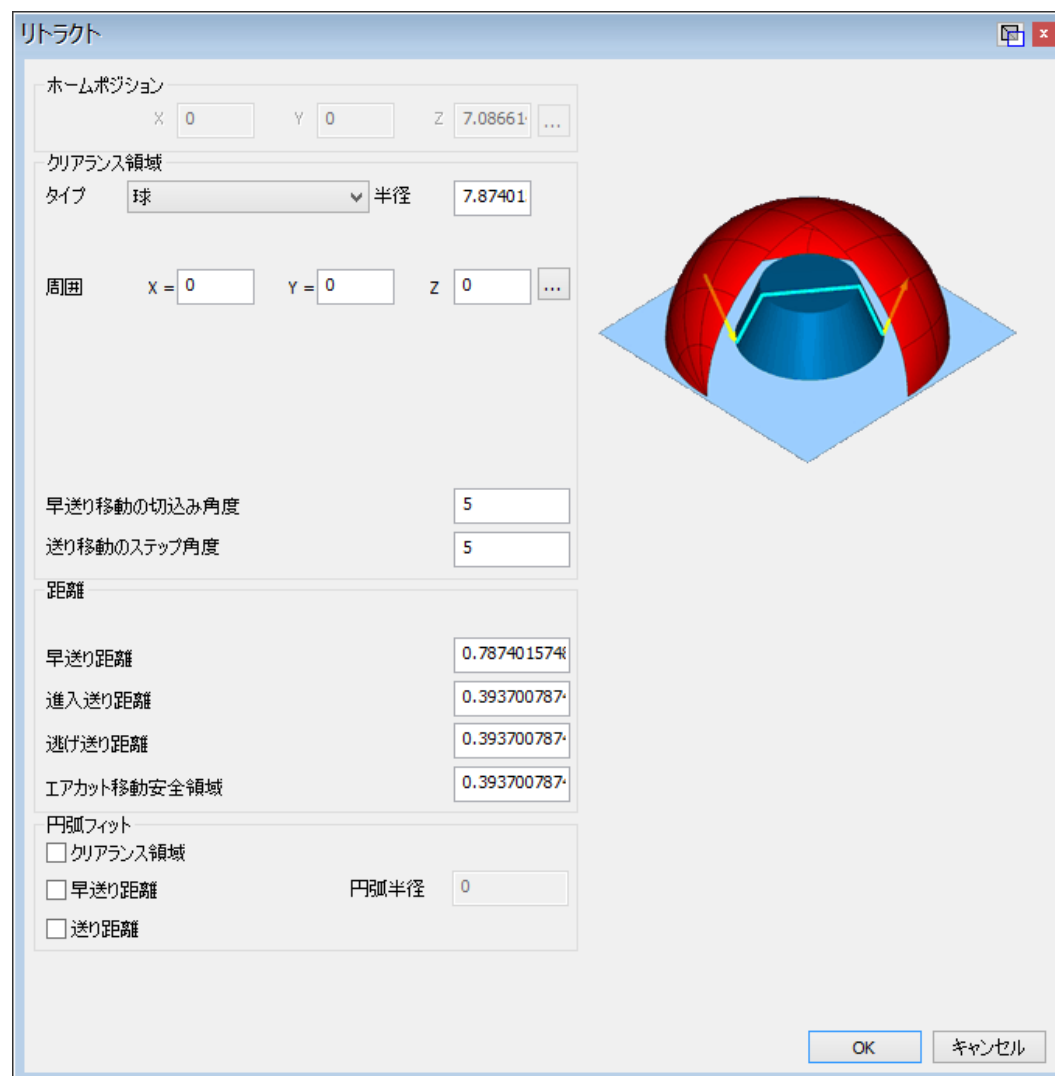 リトラクト
ホームポジション
X 0 Y 0 Z 7.08661 ...
クリアランス領域
タイプ 球 半径 7.87401
周囲 X = 0 Y = 0 Z 0 ...
早送り移動の切込み角度 5
送り移動のステップ角度 5
距離
早送り距離 0.787401574
進入送り距離 0.393700787
逃げ送り距離 0.393700787
エアカット移動安全領域 0.393700787
円弧フィット
クリアランス領域
早送り距離 円弧半径 0
送り距離
OK キャンセル